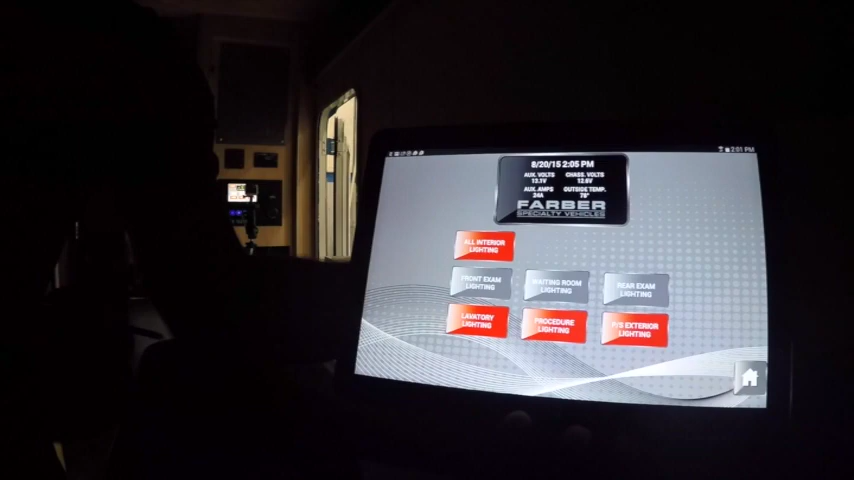 2:01 PM
8/20/15 2:05 PM
AUX. VOLTS CHASS. VOLTS
13.1V 12.6V
AUX. AMPS OUTSIDE TEMP.
24A 78°
FARBER
SPECIALTY VEHICLES
ALL INTERIOR
LIGHTING
FRONT EXAM
LIGHTING
WAITING ROOM
LIGHTING
REAR EXAM
LIGHTING
LAVATORY
LIGHTING
PROCEDURE
LIGHTING
P/S EXTERIOR
LIGHTING